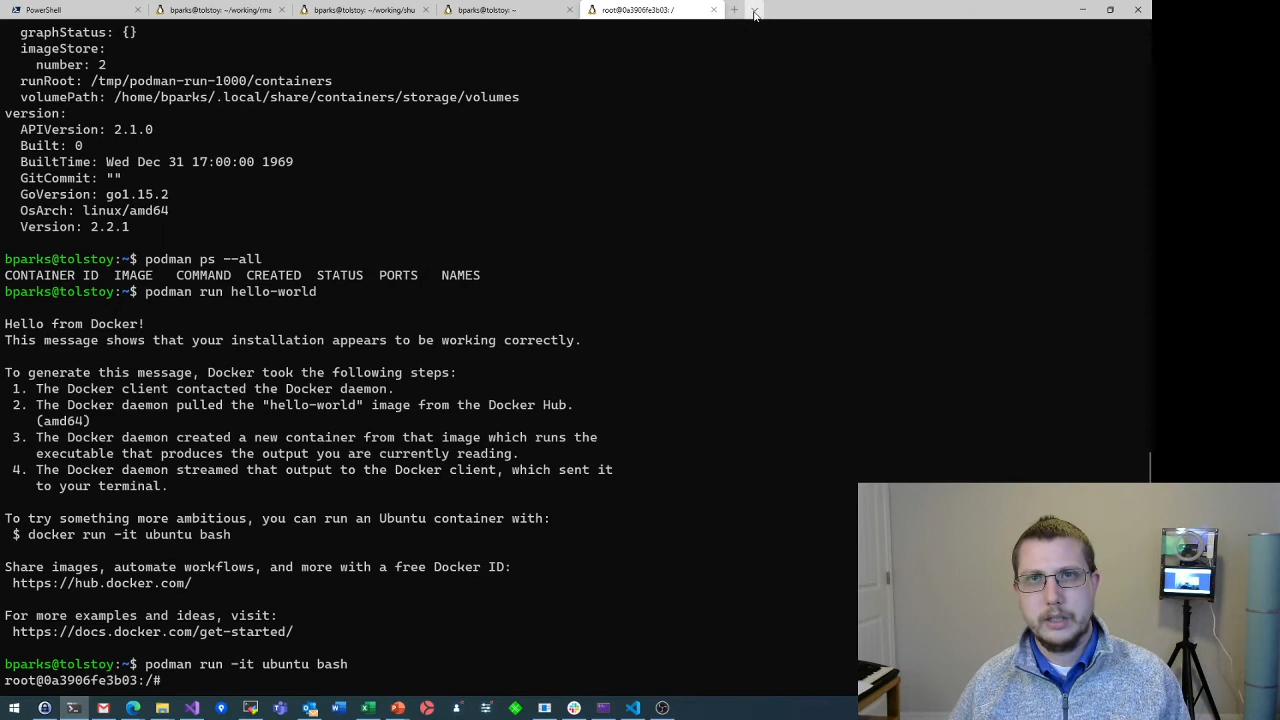 PowerShell
bparks@tolstoy: ~/working/rma
bparks@tolstoy: ~/working/shu
bparks@tolstoy: ~
root@0a3906fe3b03: /
graphStatus: {}
imageStore:
number: 2
runRoot: /tmp/podman-run-1000/containers
volumePath: /home/bparks/.local/share/containers/storage/volumes
version:
APIVersion: 2.1.0
Built: 0
BuiltTime: Wed Dec 31 17:00:00 1969
GitCommit: ""
GoVersion: go1.15.2
OsArch: linux/amd64
Version: 2.2.1
bparks@tolstoy:~$ podman ps --all
CONTAINER ID IMAGE COMMAND CREATED STATUS PORTS NAMES
bparks@tolstoy:~$ podman run hello-world
Hello from Docker!
This message shows that your installation appears to be working correctly.
To generate this message, Docker took the following steps:
1. The Docker client contacted the Docker daemon.
2. The Docker daemon pulled the "hello-world" image from the Docker Hub.
(amd64)
3. The Docker daemon created a new container from that image which runs the
executable that produces the output you are currently reading.
4. The Docker daemon streamed that output to the Docker client, which sent it
to your terminal.
To try something more ambitious, you can run an Ubuntu container with:
$ docker run -it ubuntu bash
Share images, automate workflows, and more with a free Docker ID:
https://hub.docker.com/
For more examples and ideas, visit:
https://docs.docker.com/get-started/
bparks@tolstoy:~$ podman run -it ubuntu bash
root@0a3906fe3b03:/#